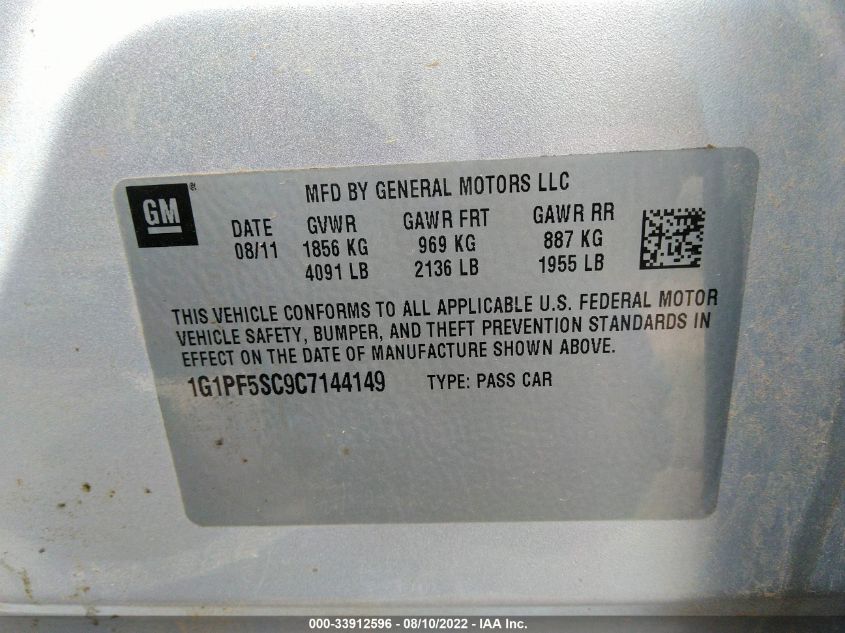 GM ®
MFD BY GENERAL MOTORS LLC
DATE GVWR GAWR FRT GAWR RR
08/11 1856 KG 969 KG 887 KG
4091 LB 2136 LB 1955 LB
THIS VEHICLE CONFORMS TO ALL APPLICABLE U.S. FEDERAL MOTOR
VEHICLE SAFETY, BUMPER, AND THEFT PREVENTION STANDARDS IN
EFFECT ON THE DATE OF MANUFACTURE SHOWN ABOVE.
1G1PF5SC9C7144149 TYPE: PASS CAR
000-33912596 - 08/10/2022 - IAA Inc.